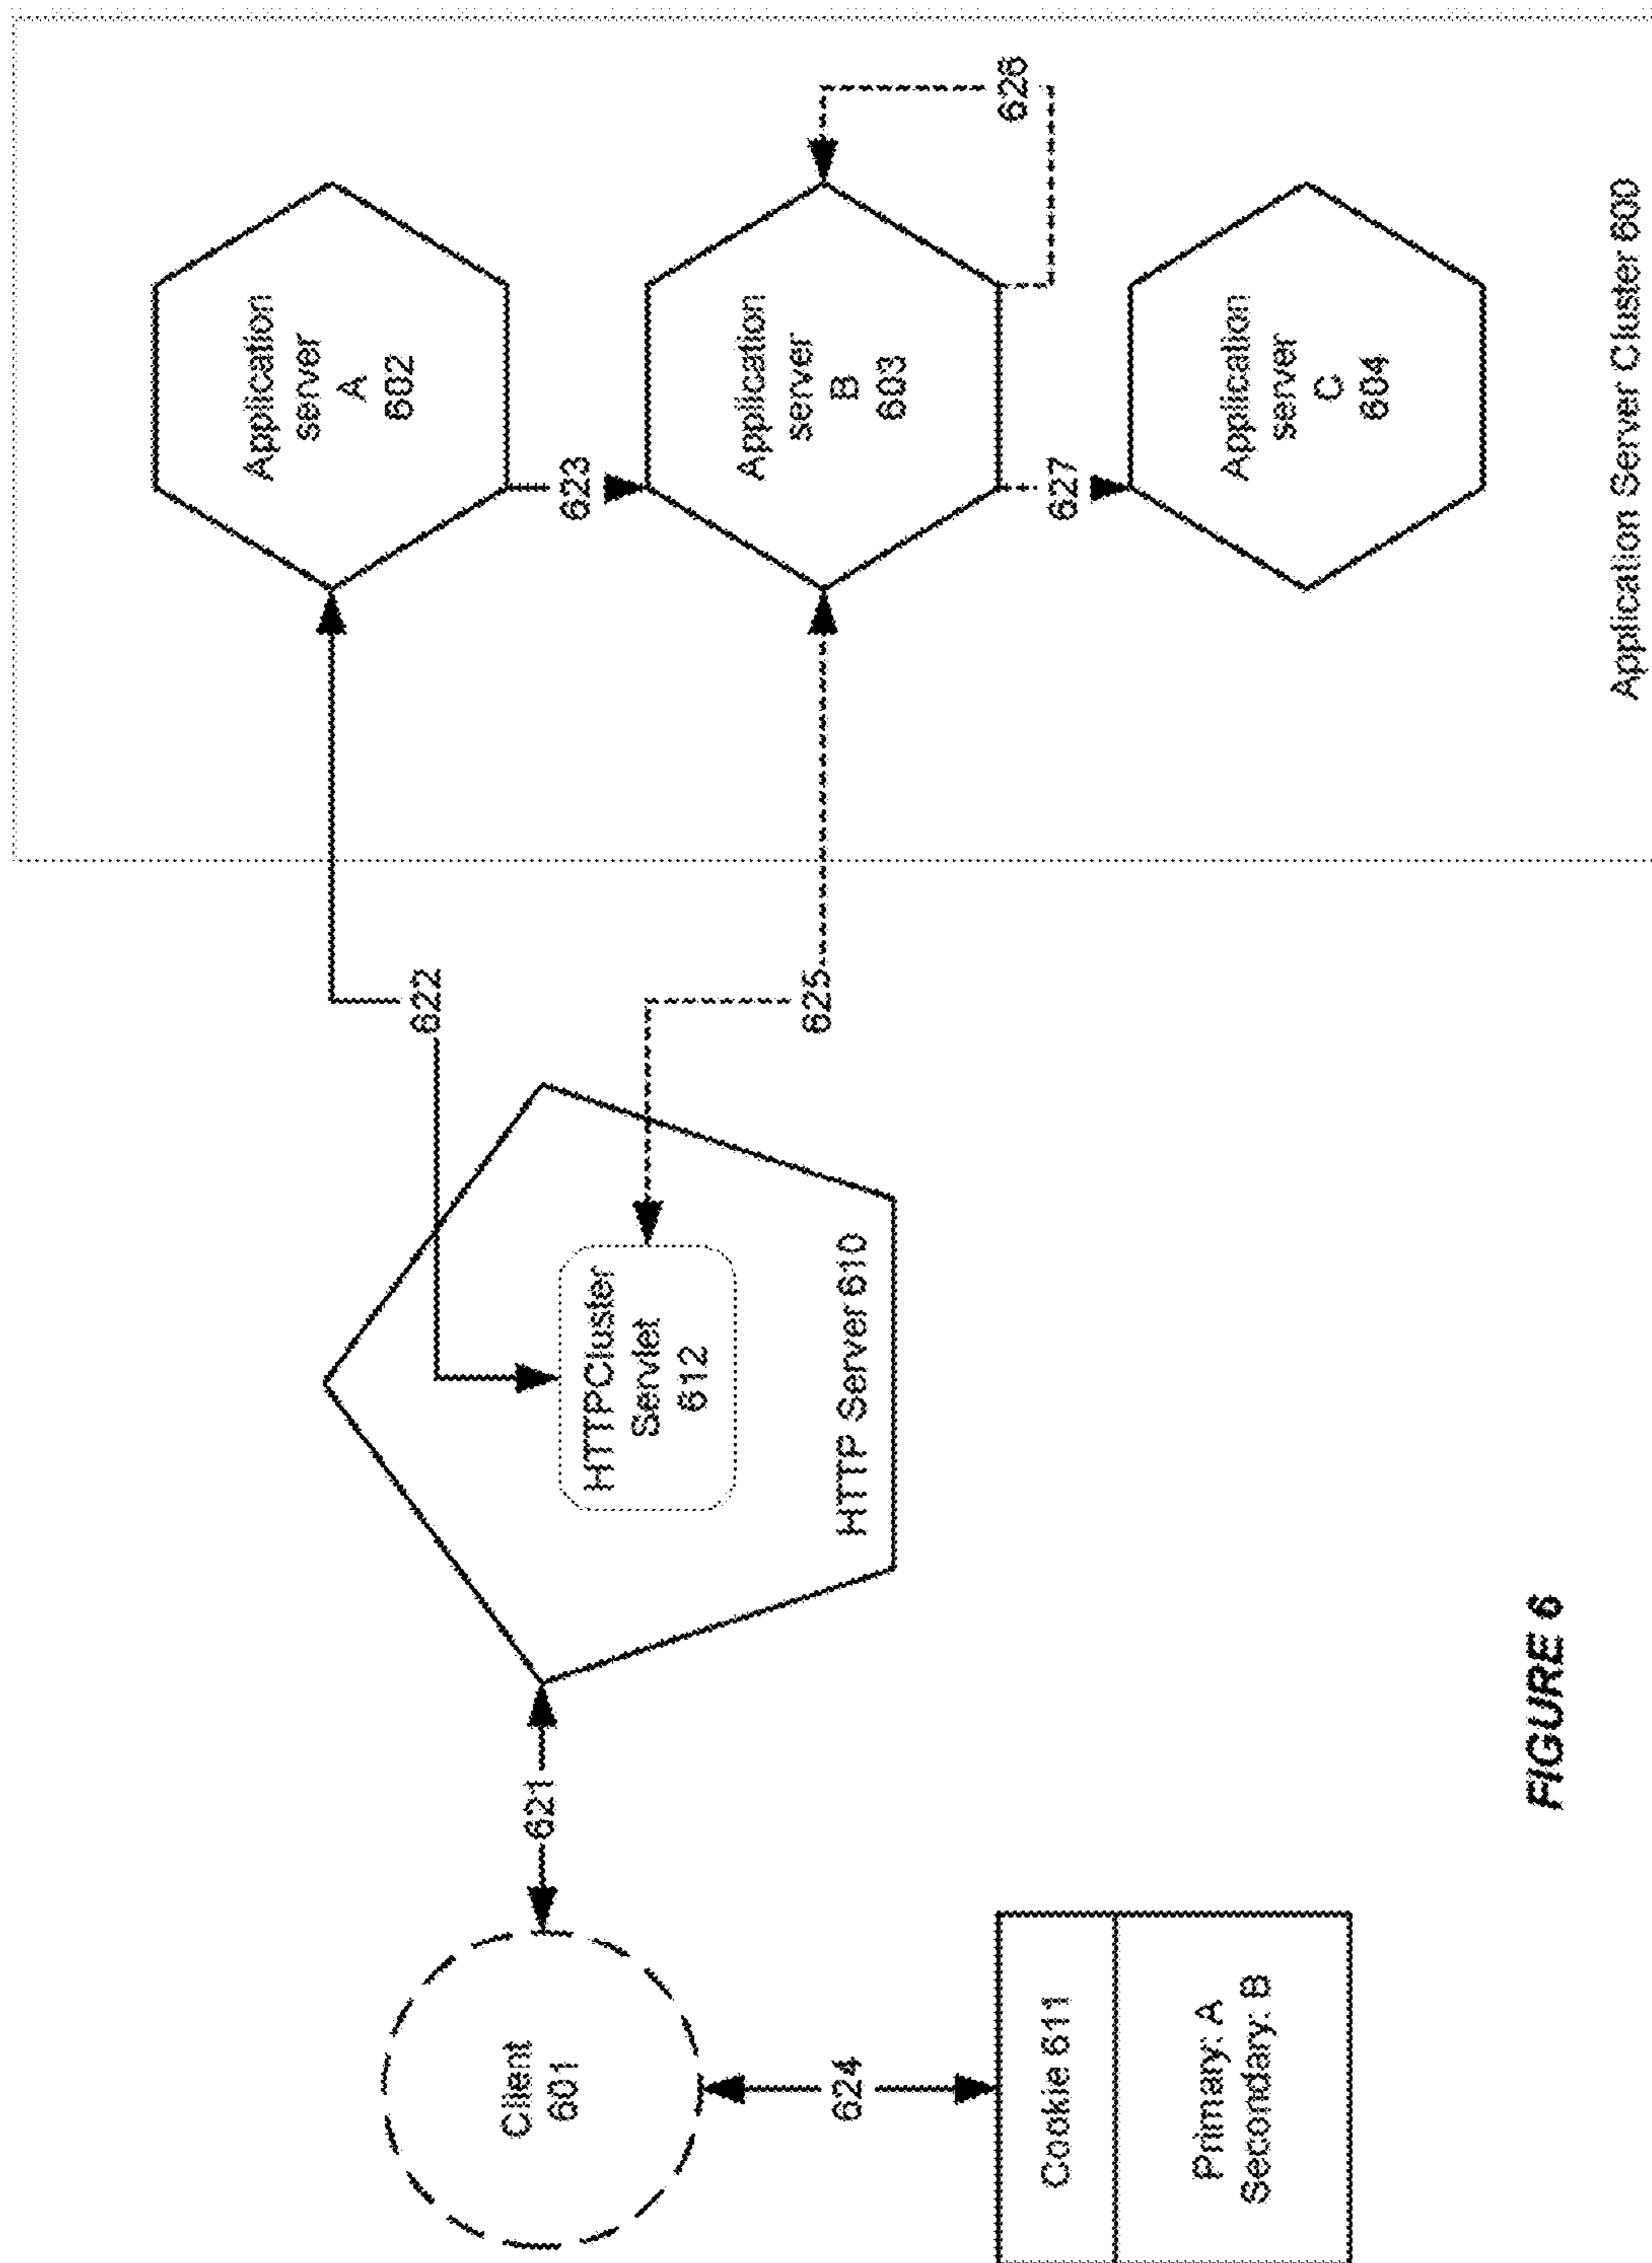 Client
601
621
624
Cookie 611
Primary: A
Secondary: B
HTTPCluster
Servlet
612
HTTP Server 610
622
625
Application
server
A
602
623
Application
server
B
603
628
627
Application
server
C
604
Application Server Cluster 600
FIGURE 6